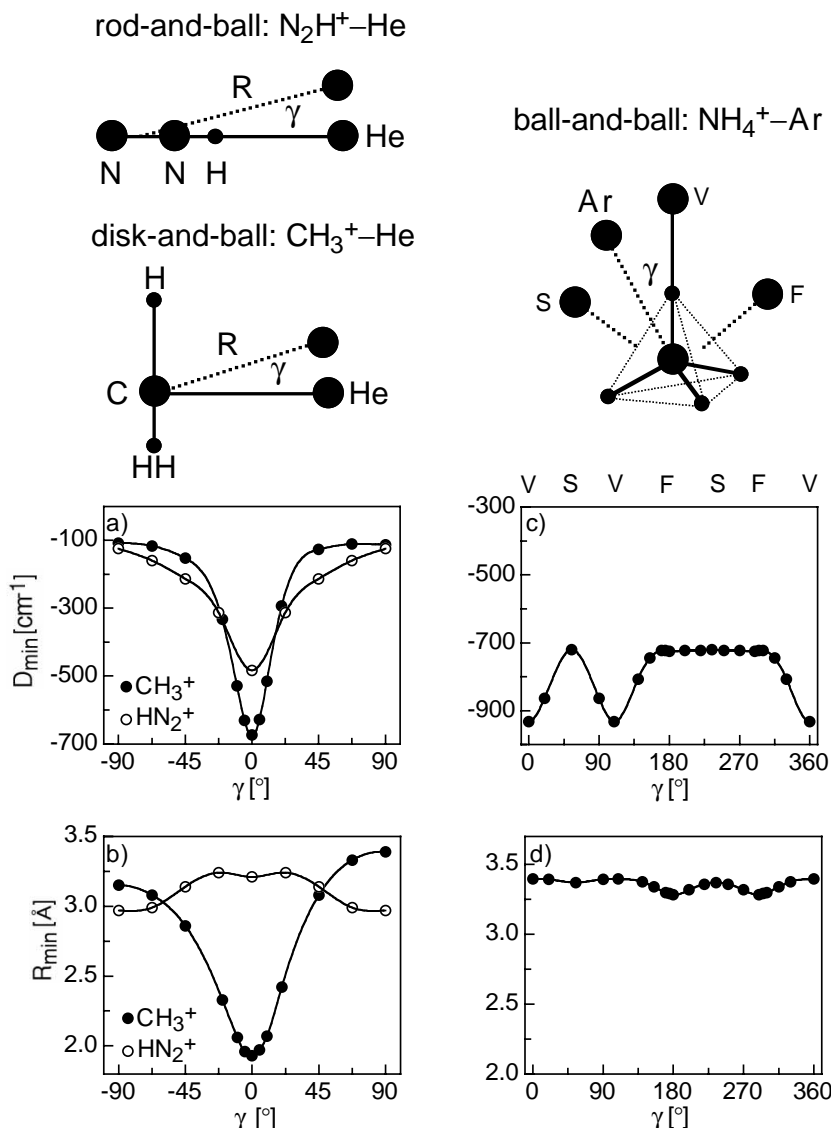 rod-and-ball: N₂H⁺–He
R
γ
He
N N H
disk-and-ball: CH₃⁺–He
H
R
γ
C
He
HH
ball-and-ball: NH₄⁺–Ar
V
Ar
γ
S
F
a)
-100
-300
-500
-700
D_min [cm⁻¹]
CH₃⁺
HN₂⁺
-90 -45 0 45 90
γ [°]
V S V F S F V
c)
-300
-500
-700
-900
0 90 180 270 360
γ [°]
b)
3.5
3.0
2.5
2.0
R_min [Å]
CH₃⁺
HN₂⁺
-90 -45 0 45 90
γ [°]
d)
3.5
3.0
2.5
2.0
0 90 180 270 360
γ [°]